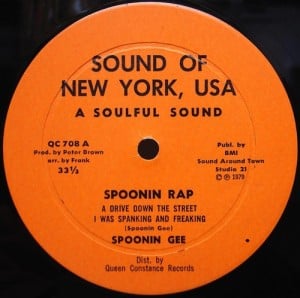 SOUND OF
NEW YORK, USA
A SOULFUL SOUND
QC 708 A
Prod. by Peter Brown
arr. by Frank
33⅓
Publ. by
BMI
Sound Around Town
Studio 21
© ℗ 1979
SPOONIN RAP
A DRIVE DOWN THE STREET
I WAS SPANKING AND FREAKING
(Spoonin Gee)
SPOONIN GEE
Dist. by
Queen Constance Records